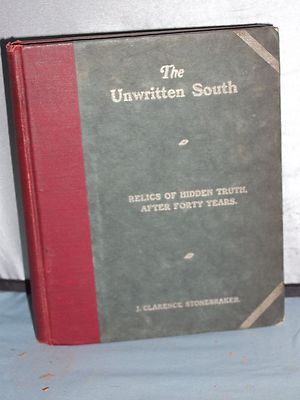 The
Unwritten South
RELICS OF HIDDEN TRUTH,
AFTER FORTY YEARS.
J. CLARENCE STONEBRAKER.